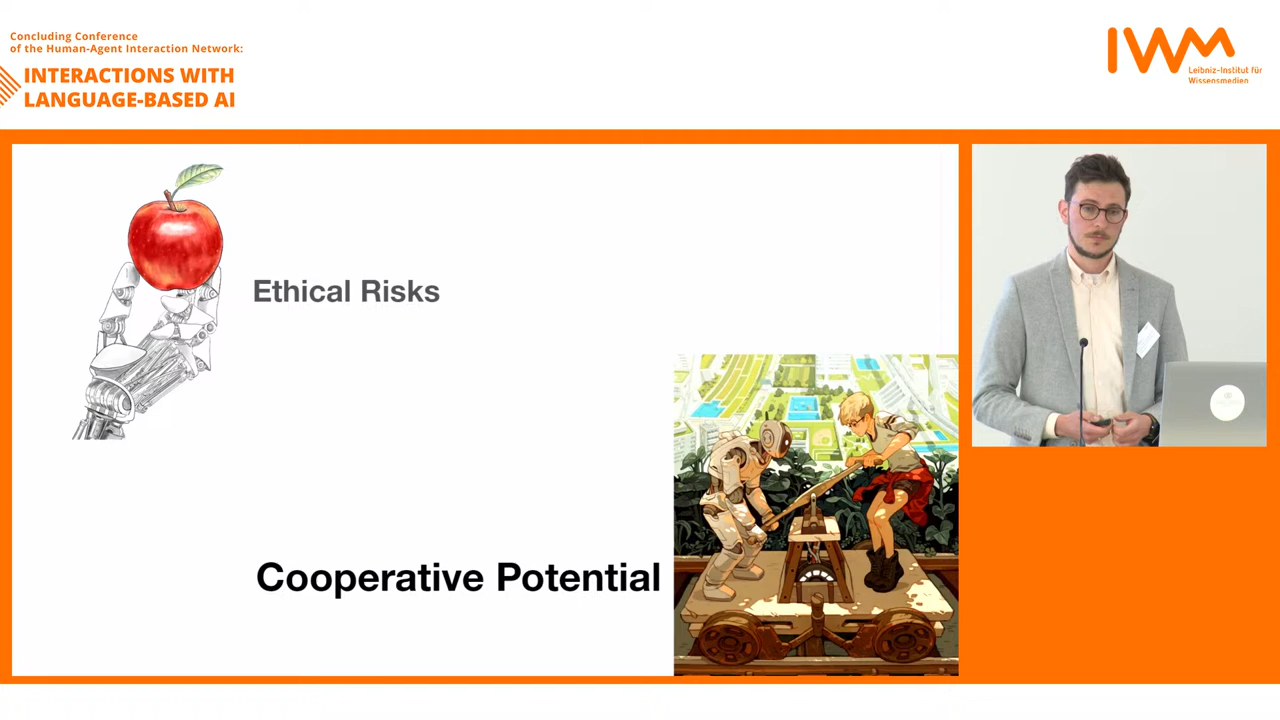 Concluding Conference
of the Human-Agent Interaction Network:
INTERACTIONS WITH
LANGUAGE-BASED AI
IWM
Leibniz-Institut für
Wissensmedien
Ethical Risks
Cooperative Potential